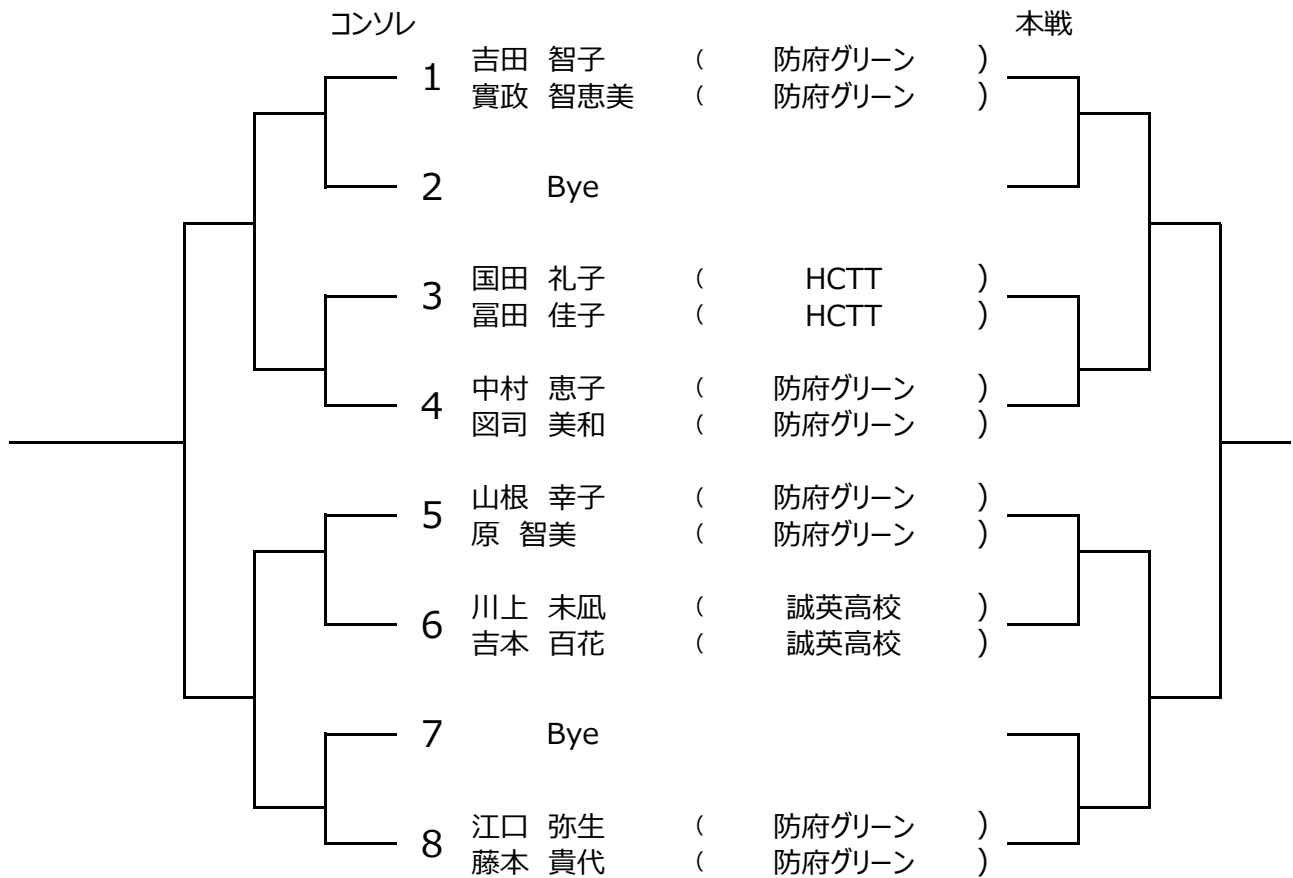 コンソレ 本戦
1 吉田 智子 ( 防府グリーン )
實政 智恵美 ( 防府グリーン )
2 Bye
3 国田 礼子 ( HCTT )
冨田 佳子 ( HCTT )
4 中村 恵子 ( 防府グリーン )
図司 美和 ( 防府グリーン )
5 山根 幸子 ( 防府グリーン )
原 智美 ( 防府グリーン )
6 川上 未凪 ( 誠英高校 )
吉本 百花 ( 誠英高校 )
7 Bye
8 江口 弥生 ( 防府グリーン )
藤本 貴代 ( 防府グリーン )